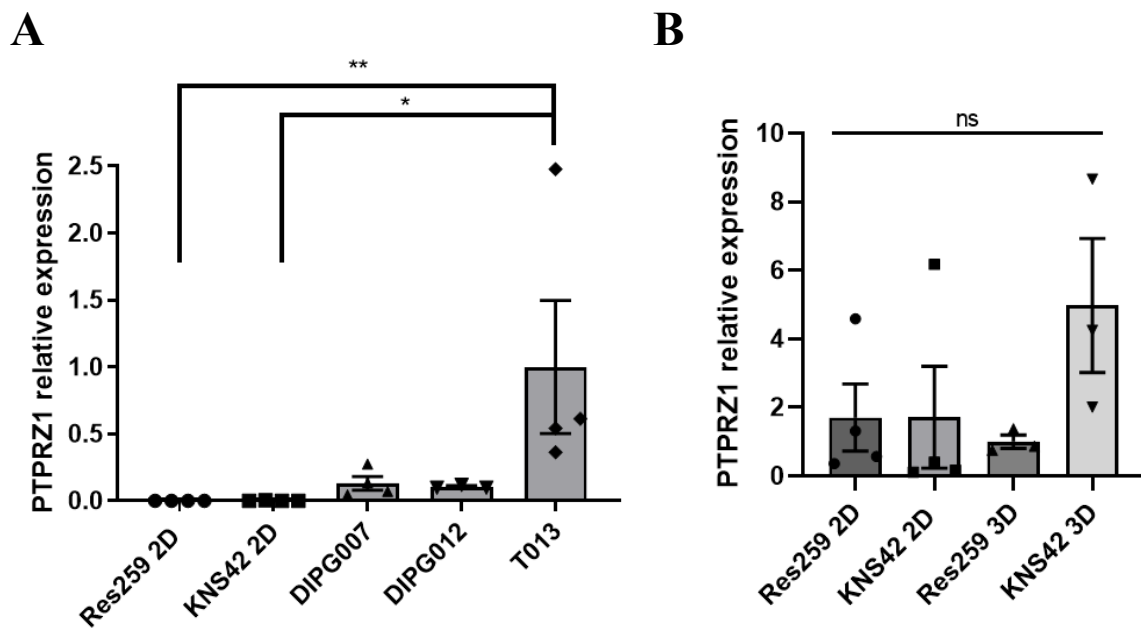 A
**
*
PTPRZ1 relative expression
2.5
2.0
1.5
1.0
0.5
0.0
Res259 2D
KNS42 2D
DIPG007
DIPG012
T013
B
ns
PTPRZ1 relative expression
10
8
6
4
2
0
Res259 2D
KNS42 2D
Res259 3D
KNS42 3D